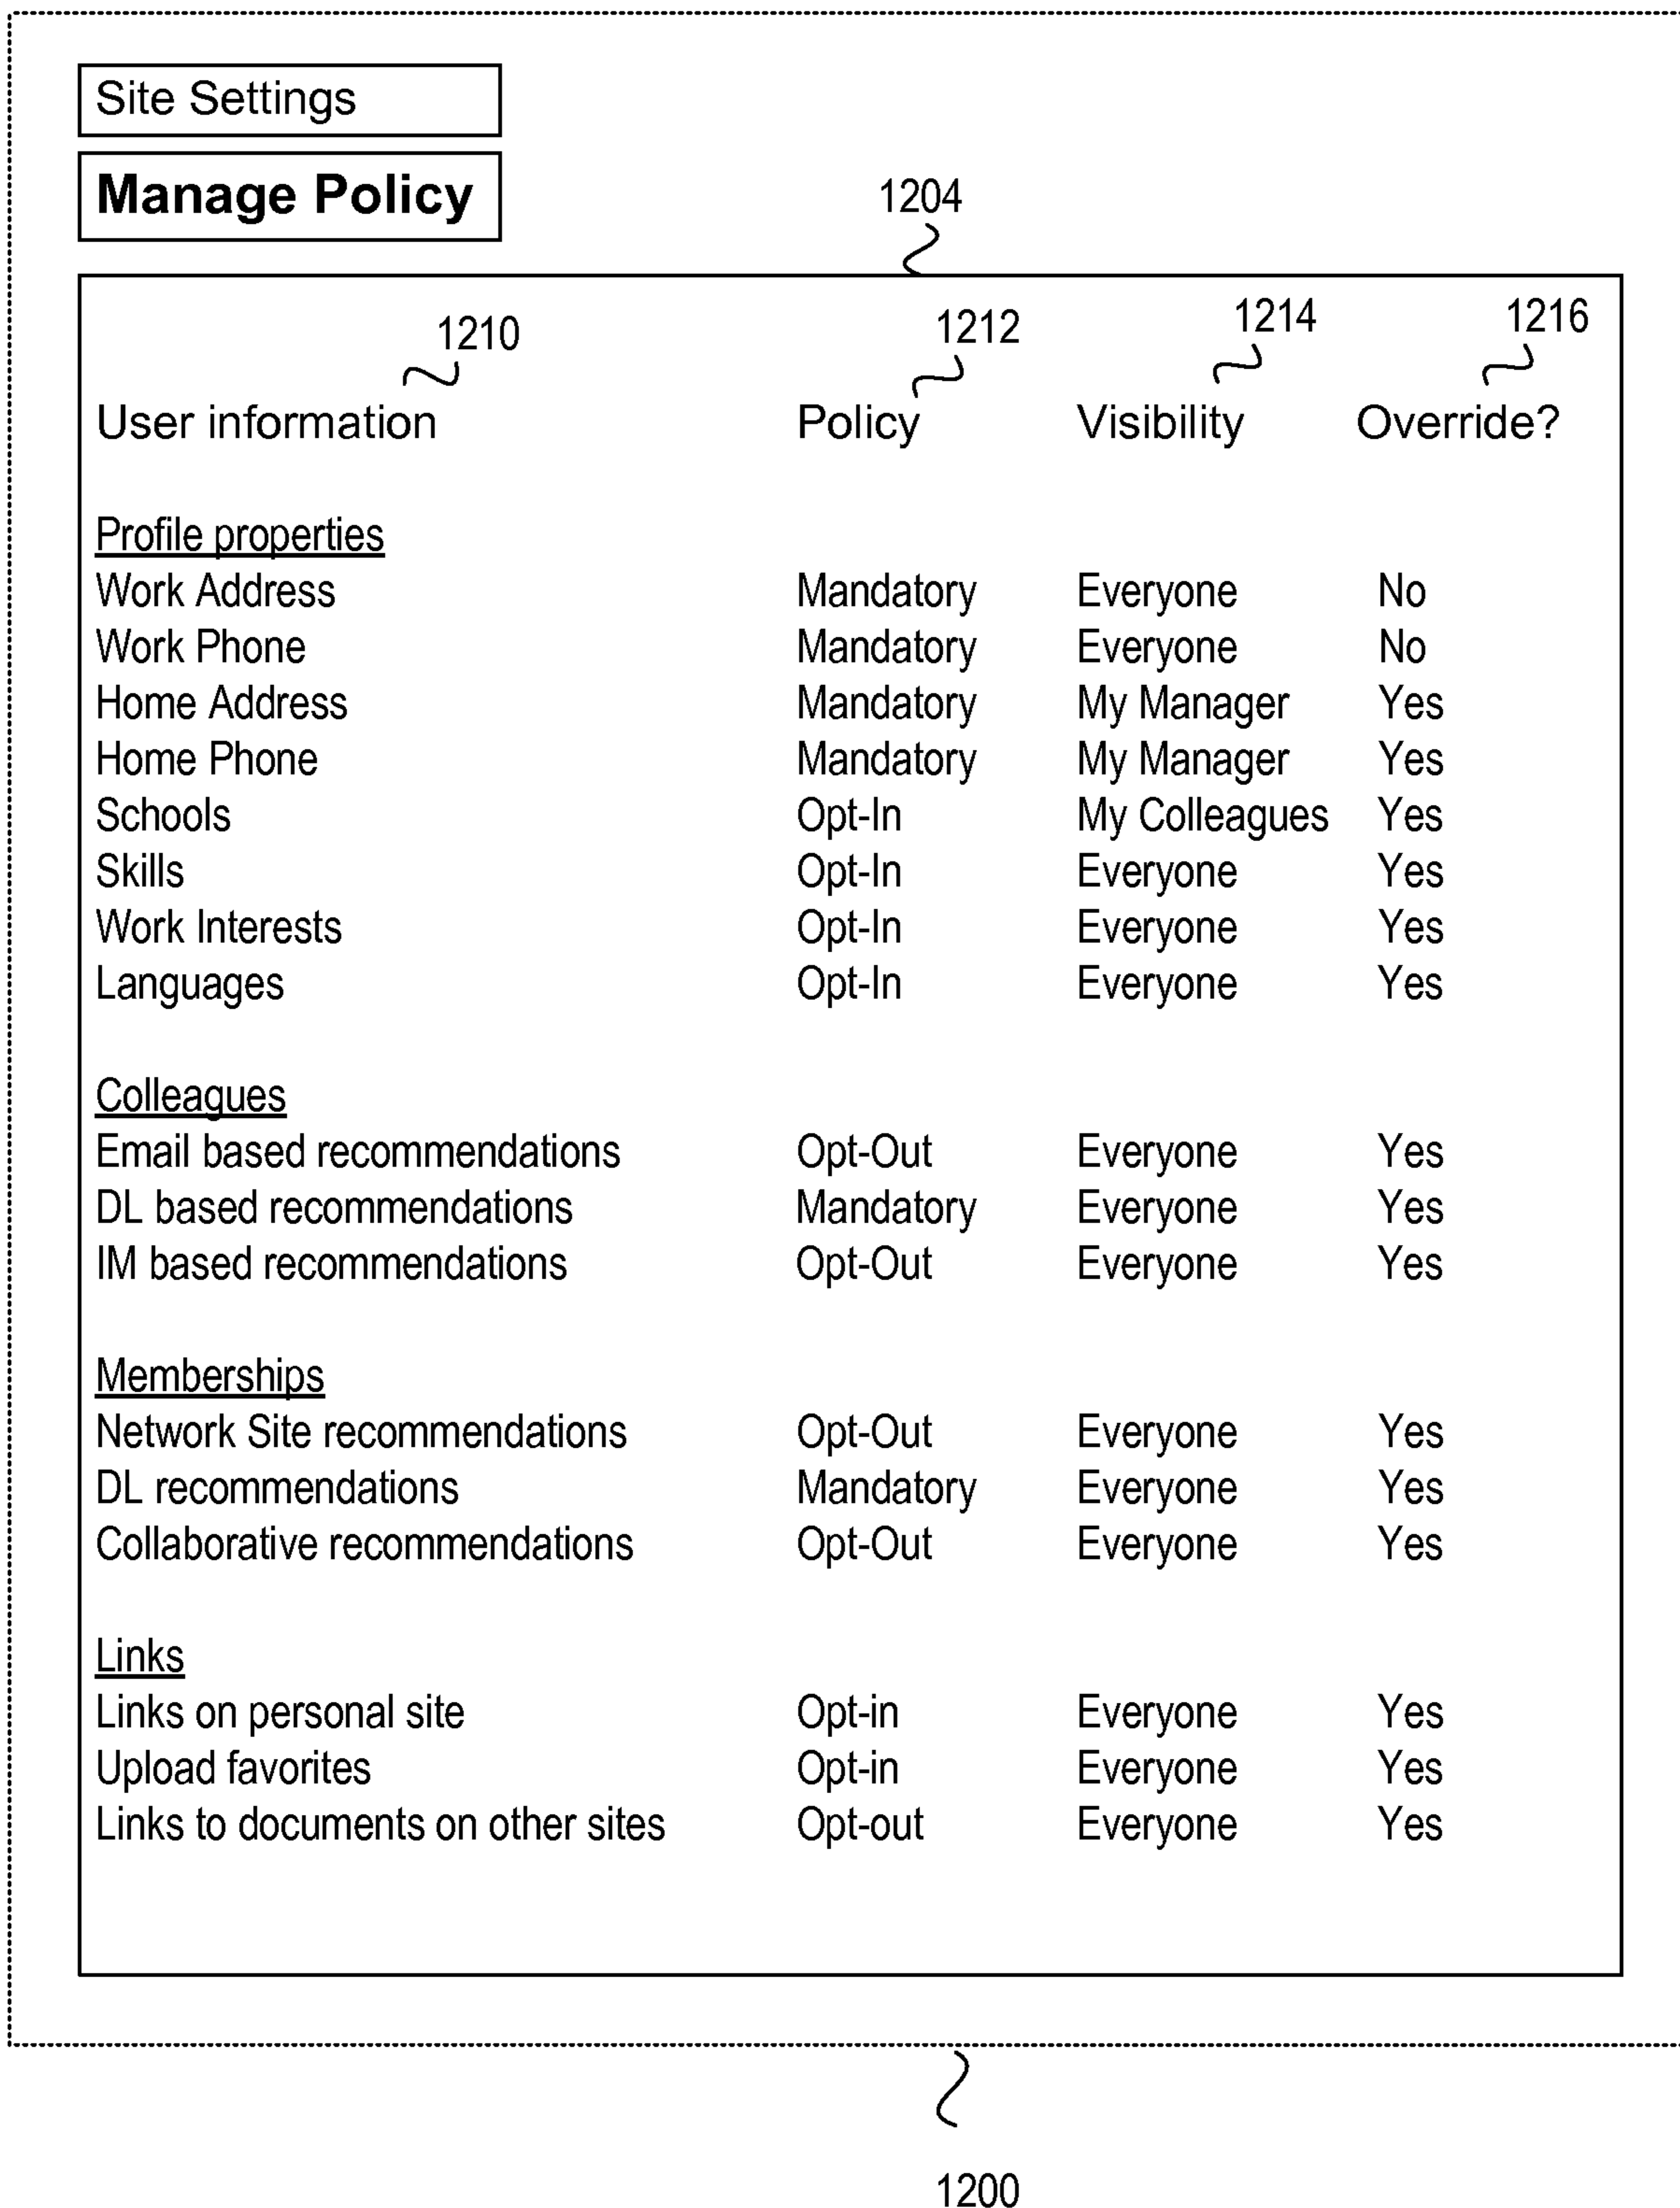 Site Settings
Manage Policy
1204
1210 1212 1214 1216
User information Policy Visibility Override?
Profile properties
Work Address Mandatory Everyone No
Work Phone Mandatory Everyone No
Home Address Mandatory My Manager Yes
Home Phone Mandatory My Manager Yes
Schools Opt-In My Colleagues Yes
Skills Opt-In Everyone Yes
Work Interests Opt-In Everyone Yes
Languages Opt-In Everyone Yes
Colleagues
Email based recommendations Opt-Out Everyone Yes
DL based recommendations Mandatory Everyone Yes
IM based recommendations Opt-Out Everyone Yes
Memberships
Network Site recommendations Opt-Out Everyone Yes
DL recommendations Mandatory Everyone Yes
Collaborative recommendations Opt-Out Everyone Yes
Links
Links on personal site Opt-in Everyone Yes
Upload favorites Opt-in Everyone Yes
Links to documents on other sites Opt-out Everyone Yes
1200